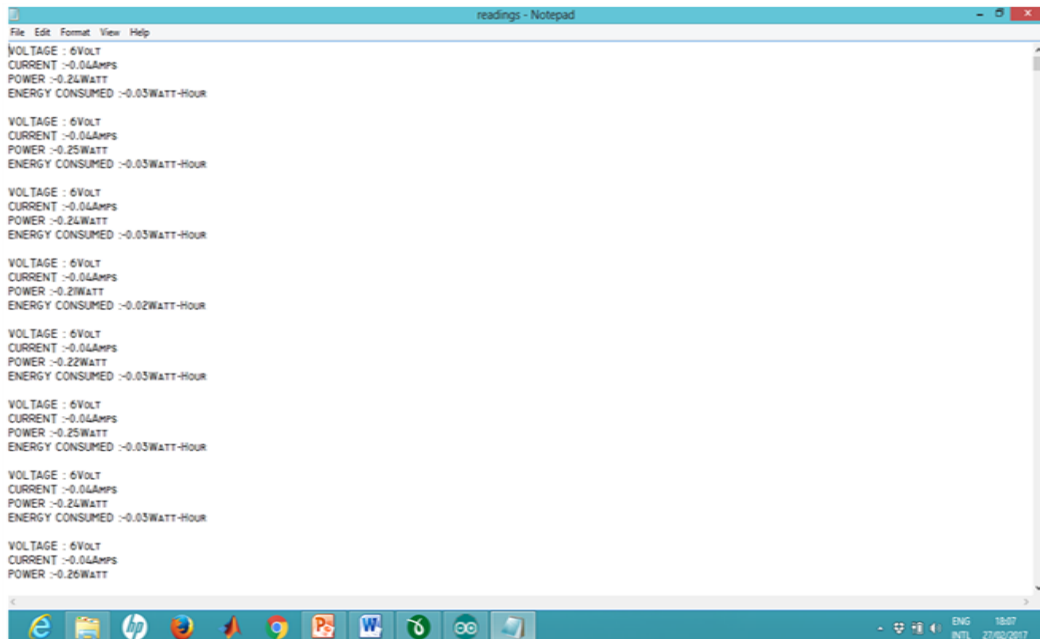 readings - Notepad
File Edit Format View Help
VOLTAGE : 6VOLT
CURRENT :-0.04AMPS
POWER :-0.24WATT
ENERGY CONSUMED :-0.03WATT-HOUR
VOLTAGE : 6VOLT
CURRENT :-0.04AMPS
POWER :-0.25WATT
ENERGY CONSUMED :-0.03WATT-HOUR
VOLTAGE : 6VOLT
CURRENT :-0.04AMPS
POWER :-0.24WATT
ENERGY CONSUMED :-0.03WATT-HOUR
VOLTAGE : 6VOLT
CURRENT :-0.04AMPS
POWER :-0.21WATT
ENERGY CONSUMED :-0.02WATT-HOUR
VOLTAGE : 6VOLT
CURRENT :-0.04AMPS
POWER :-0.22WATT
ENERGY CONSUMED :-0.03WATT-HOUR
VOLTAGE : 6VOLT
CURRENT :-0.04AMPS
POWER :-0.25WATT
ENERGY CONSUMED :-0.03WATT-HOUR
VOLTAGE : 6VOLT
CURRENT :-0.04AMPS
POWER :-0.24WATT
ENERGY CONSUMED :-0.03WATT-HOUR
VOLTAGE : 6VOLT
CURRENT :-0.04AMPS
POWER :-0.26WATT
hp
ENG 18:07
INTL 27/02/2017